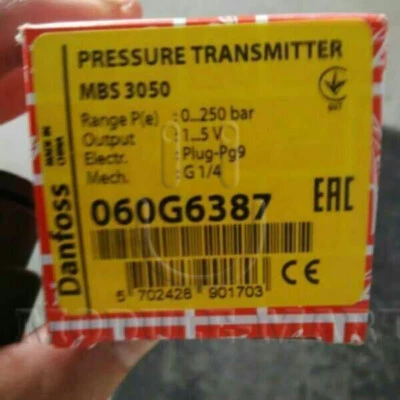 PRESSURE TRANSMITTER
MBS 3050
Range P(e) : 0...250 bar
Output : 1...5 V
Electr. : Plug-Pg9
Mech. : G 1/4
060G6387
EAC
Danfoss
MADE IN
CHINA
5 702428 901703
CE